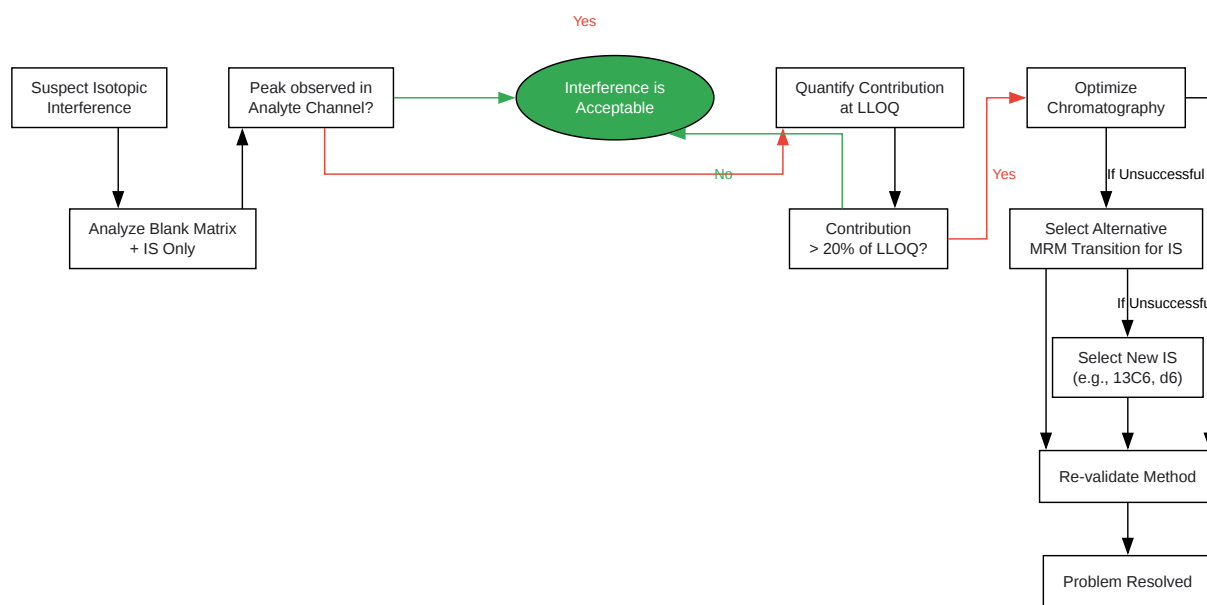 Yes
Suspect Isotopic
Interference
Peak observed in
Analyte Channel?
Interference is
Acceptable
Quantify Contribution
at LLOQ
Optimize
Chromatography
No
Yes
If Unsuccessful
Analyze Blank Matrix
+ IS Only
Contribution
> 20% of LLOQ?
Select Alternative
MRM Transition for IS
If Unsuccessfu
Select New IS
(e.g., 13C6, d6)
Re-validate Method
Problem Resolved